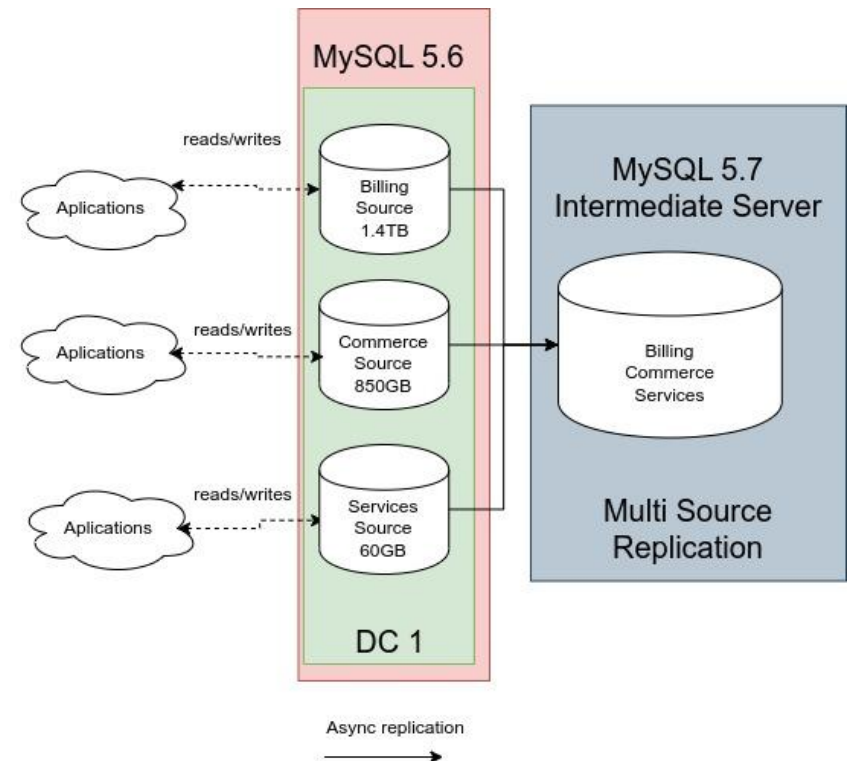 MySQL 5.6
reads/writes
Aplications
Billing
Source
1.4TB
reads/writes
Aplications
Commerce
Source
850GB
reads/writes
Aplications
Services
Source
60GB
DC 1
MySQL 5.7
Intermediate Server
Billing
Commerce
Services
Multi Source
Replication
Async replication